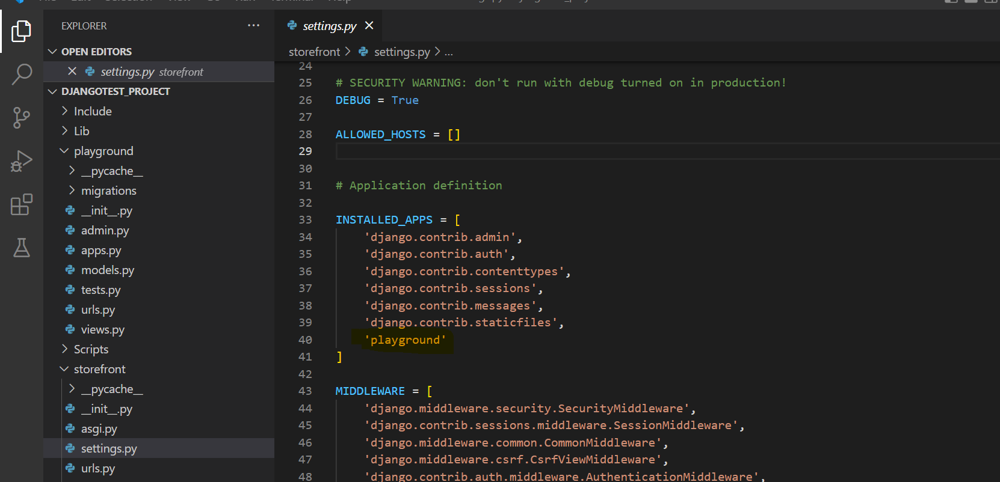 EXPLORER
...
OPEN EDITORS
settings.py storefront
DJANGOTEST_PROJECT
Include
Lib
playground
__pycache__
migrations
__init__.py
admin.py
apps.py
models.py
tests.py
urls.py
views.py
Scripts
storefront
__pycache__
__init__.py
asgi.py
settings.py
urls.py
settings.py
storefront > settings.py > ...
24
25 # SECURITY WARNING: don't run with debug turned on in production!
26 DEBUG = True
27
28 ALLOWED_HOSTS = []
29
30
31 # Application definition
32
33 INSTALLED_APPS = [
34 'django.contrib.admin',
35 'django.contrib.auth',
36 'django.contrib.contenttypes',
37 'django.contrib.sessions',
38 'django.contrib.messages',
39 'django.contrib.staticfiles',
40 'playground'
41 ]
42
43 MIDDLEWARE = [
44 'django.middleware.security.SecurityMiddleware',
45 'django.contrib.sessions.middleware.SessionMiddleware',
46 'django.middleware.common.CommonMiddleware',
47 'django.middleware.csrf.CsrfViewMiddleware',
48 'django.contrib.auth.middleware.AuthenticationMiddleware',